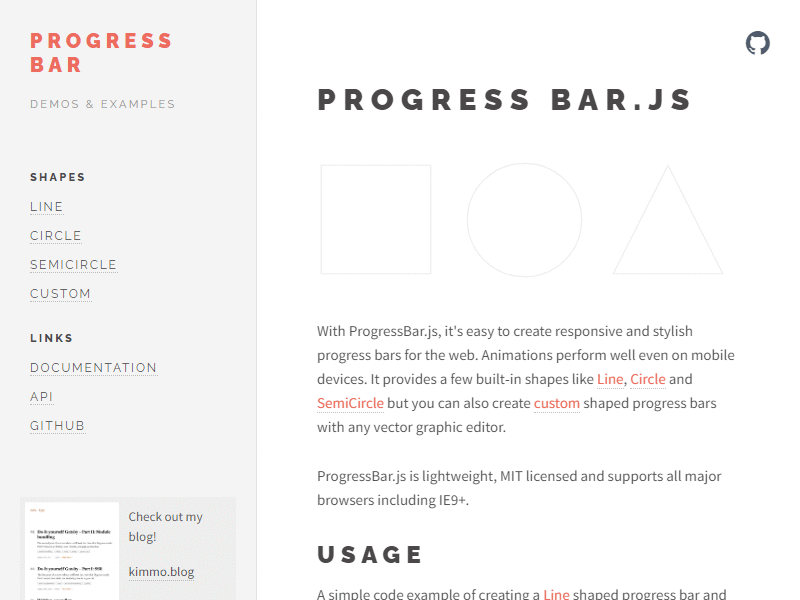 PROGRESS
BAR
DEMOS & EXAMPLES
SHAPES
LINE
CIRCLE
SEMICIRCLE
CUSTOM
LINKS
DOCUMENTATION
API
GITHUB
Check out my
blog!
kimmo.blog
PROGRESS BAR.JS
With ProgressBar.js, it's easy to create responsive and stylish
progress bars for the web. Animations perform well even on mobile
devices. It provides a few built-in shapes like Line, Circle and
SemiCircle but you can also create custom shaped progress bars
with any vector graphic editor.
ProgressBar.js is lightweight, MIT licensed and supports all major
browsers including IE9+.
USAGE
A simple code example of creating a Line shaped progress bar and